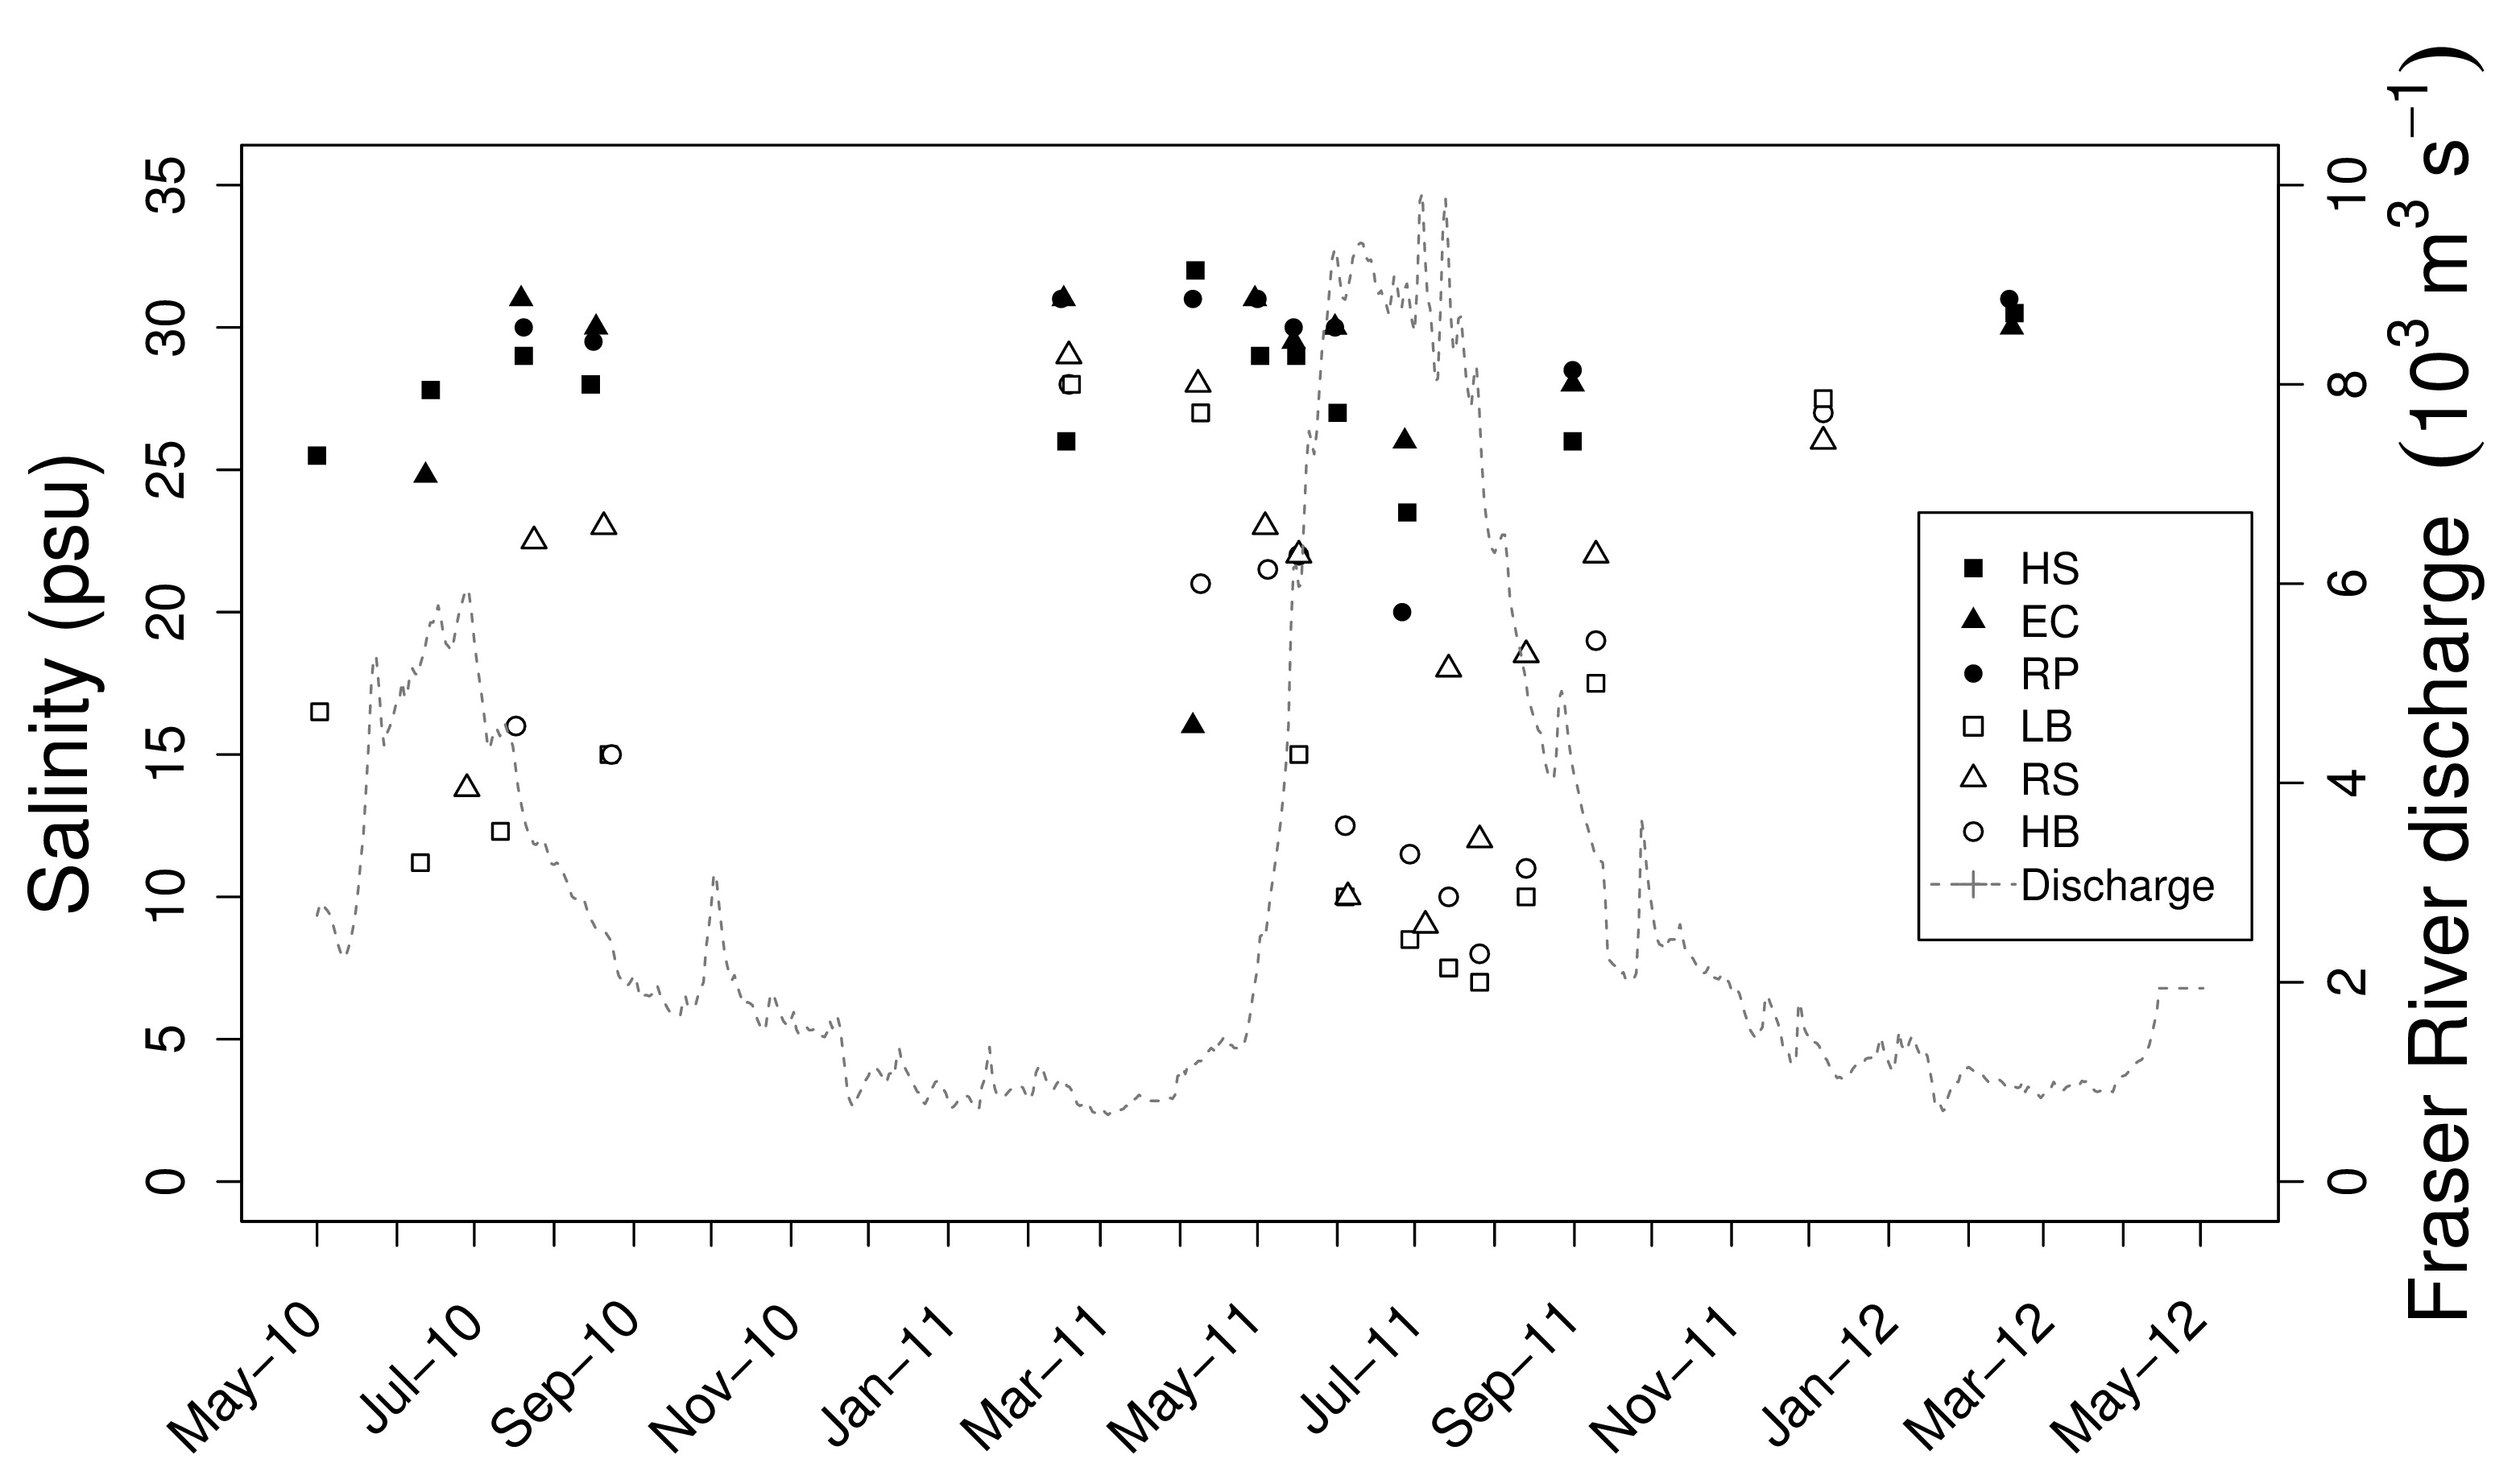 Salinity (psu)
35
30
25
20
15
10
5
0
10
8
6
4
2
0
Fraser River discharge (10³ m³ s⁻¹)
HS
EC
RP
LB
RS
HB
Discharge
May–10
Jul–10
Sep–10
Nov–10
Jan–11
Mar–11
May–11
Jul–11
Sep–11
Nov–11
Jan–12
Mar–12
May–12